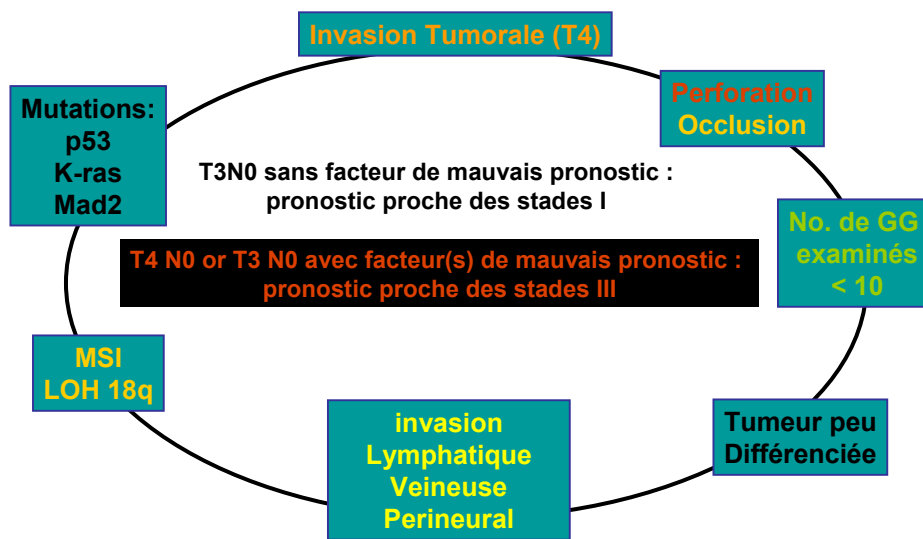 Invasion Tumorale (T4)
Perforation
Occlusion
Mutations:
p53
K-ras
Mad2
T3N0 sans facteur de mauvais pronostic :
pronostic proche des stades I
No. de GG
examinés
< 10
T4 N0 or T3 N0 avec facteur(s) de mauvais pronostic :
pronostic proche des stades III
MSI
LOH 18q
invasion
Lymphatique
Veineuse
Perineural
Tumeur peu
Différenciée